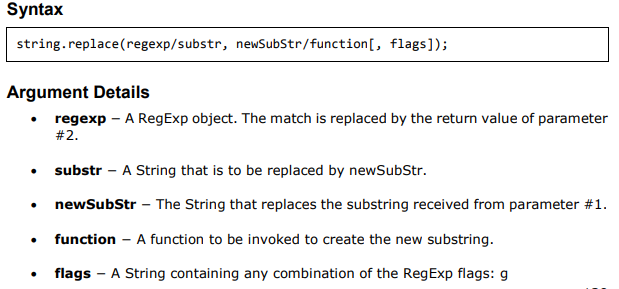 Syntax
string.replace(regexp/substr, newSubStr/function[, flags]);
Argument Details
• regexp – A RegExp object. The match is replaced by the return value of parameter
#2.
• substr – A String that is to be replaced by newSubStr.
• newSubStr – The String that replaces the substring received from parameter #1.
• function – A function to be invoked to create the new substring.
• flags – A String containing any combination of the RegExp flags: g